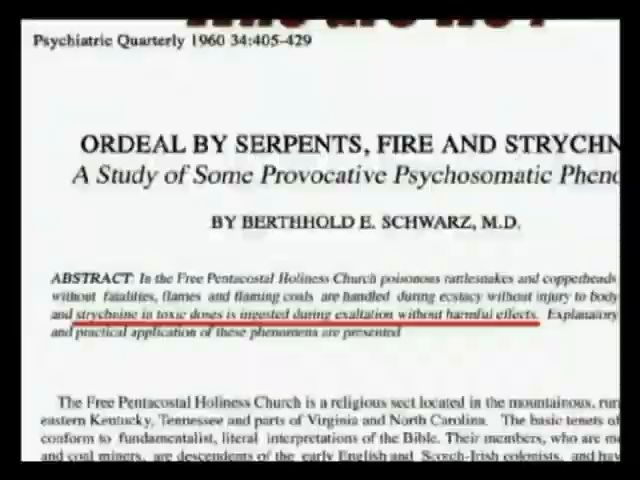 Psychiatric Quarterly 1960 34:405-429
ORDEAL BY SERPENTS, FIRE AND STRYCHN
A Study of Some Provocative Psychosomatic Pheno
BY BERTHHOLD E. SCHWARZ, M.D.
ABSTRACT In the Free Pentacostal Holiness Church poisonous rattlesnakes and copperheads
without fatalities, flames and flaming coals are handled during ecstacy without injury to body
and strychnine in toxic doses is ingested during exaltation without harmful effects. Explanatory
and practical application of these phenomena are presented
The Free Pentacostal Holiness Church is a religious sect located in the mountainous, rur
eastern Kentucky, Tennessee and parts of Virginia and North Carolina. The basic tenets of
conform to fundamentalist, literal interpretations of the Bible. Their members, who are m
and coal miners, are descendents of the early English and Scotch-Irish colonists, and hav